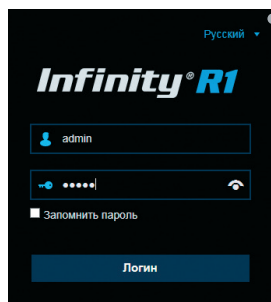 Русский
Infinity® R1
admin
•••••
Запомнить пароль
Логин